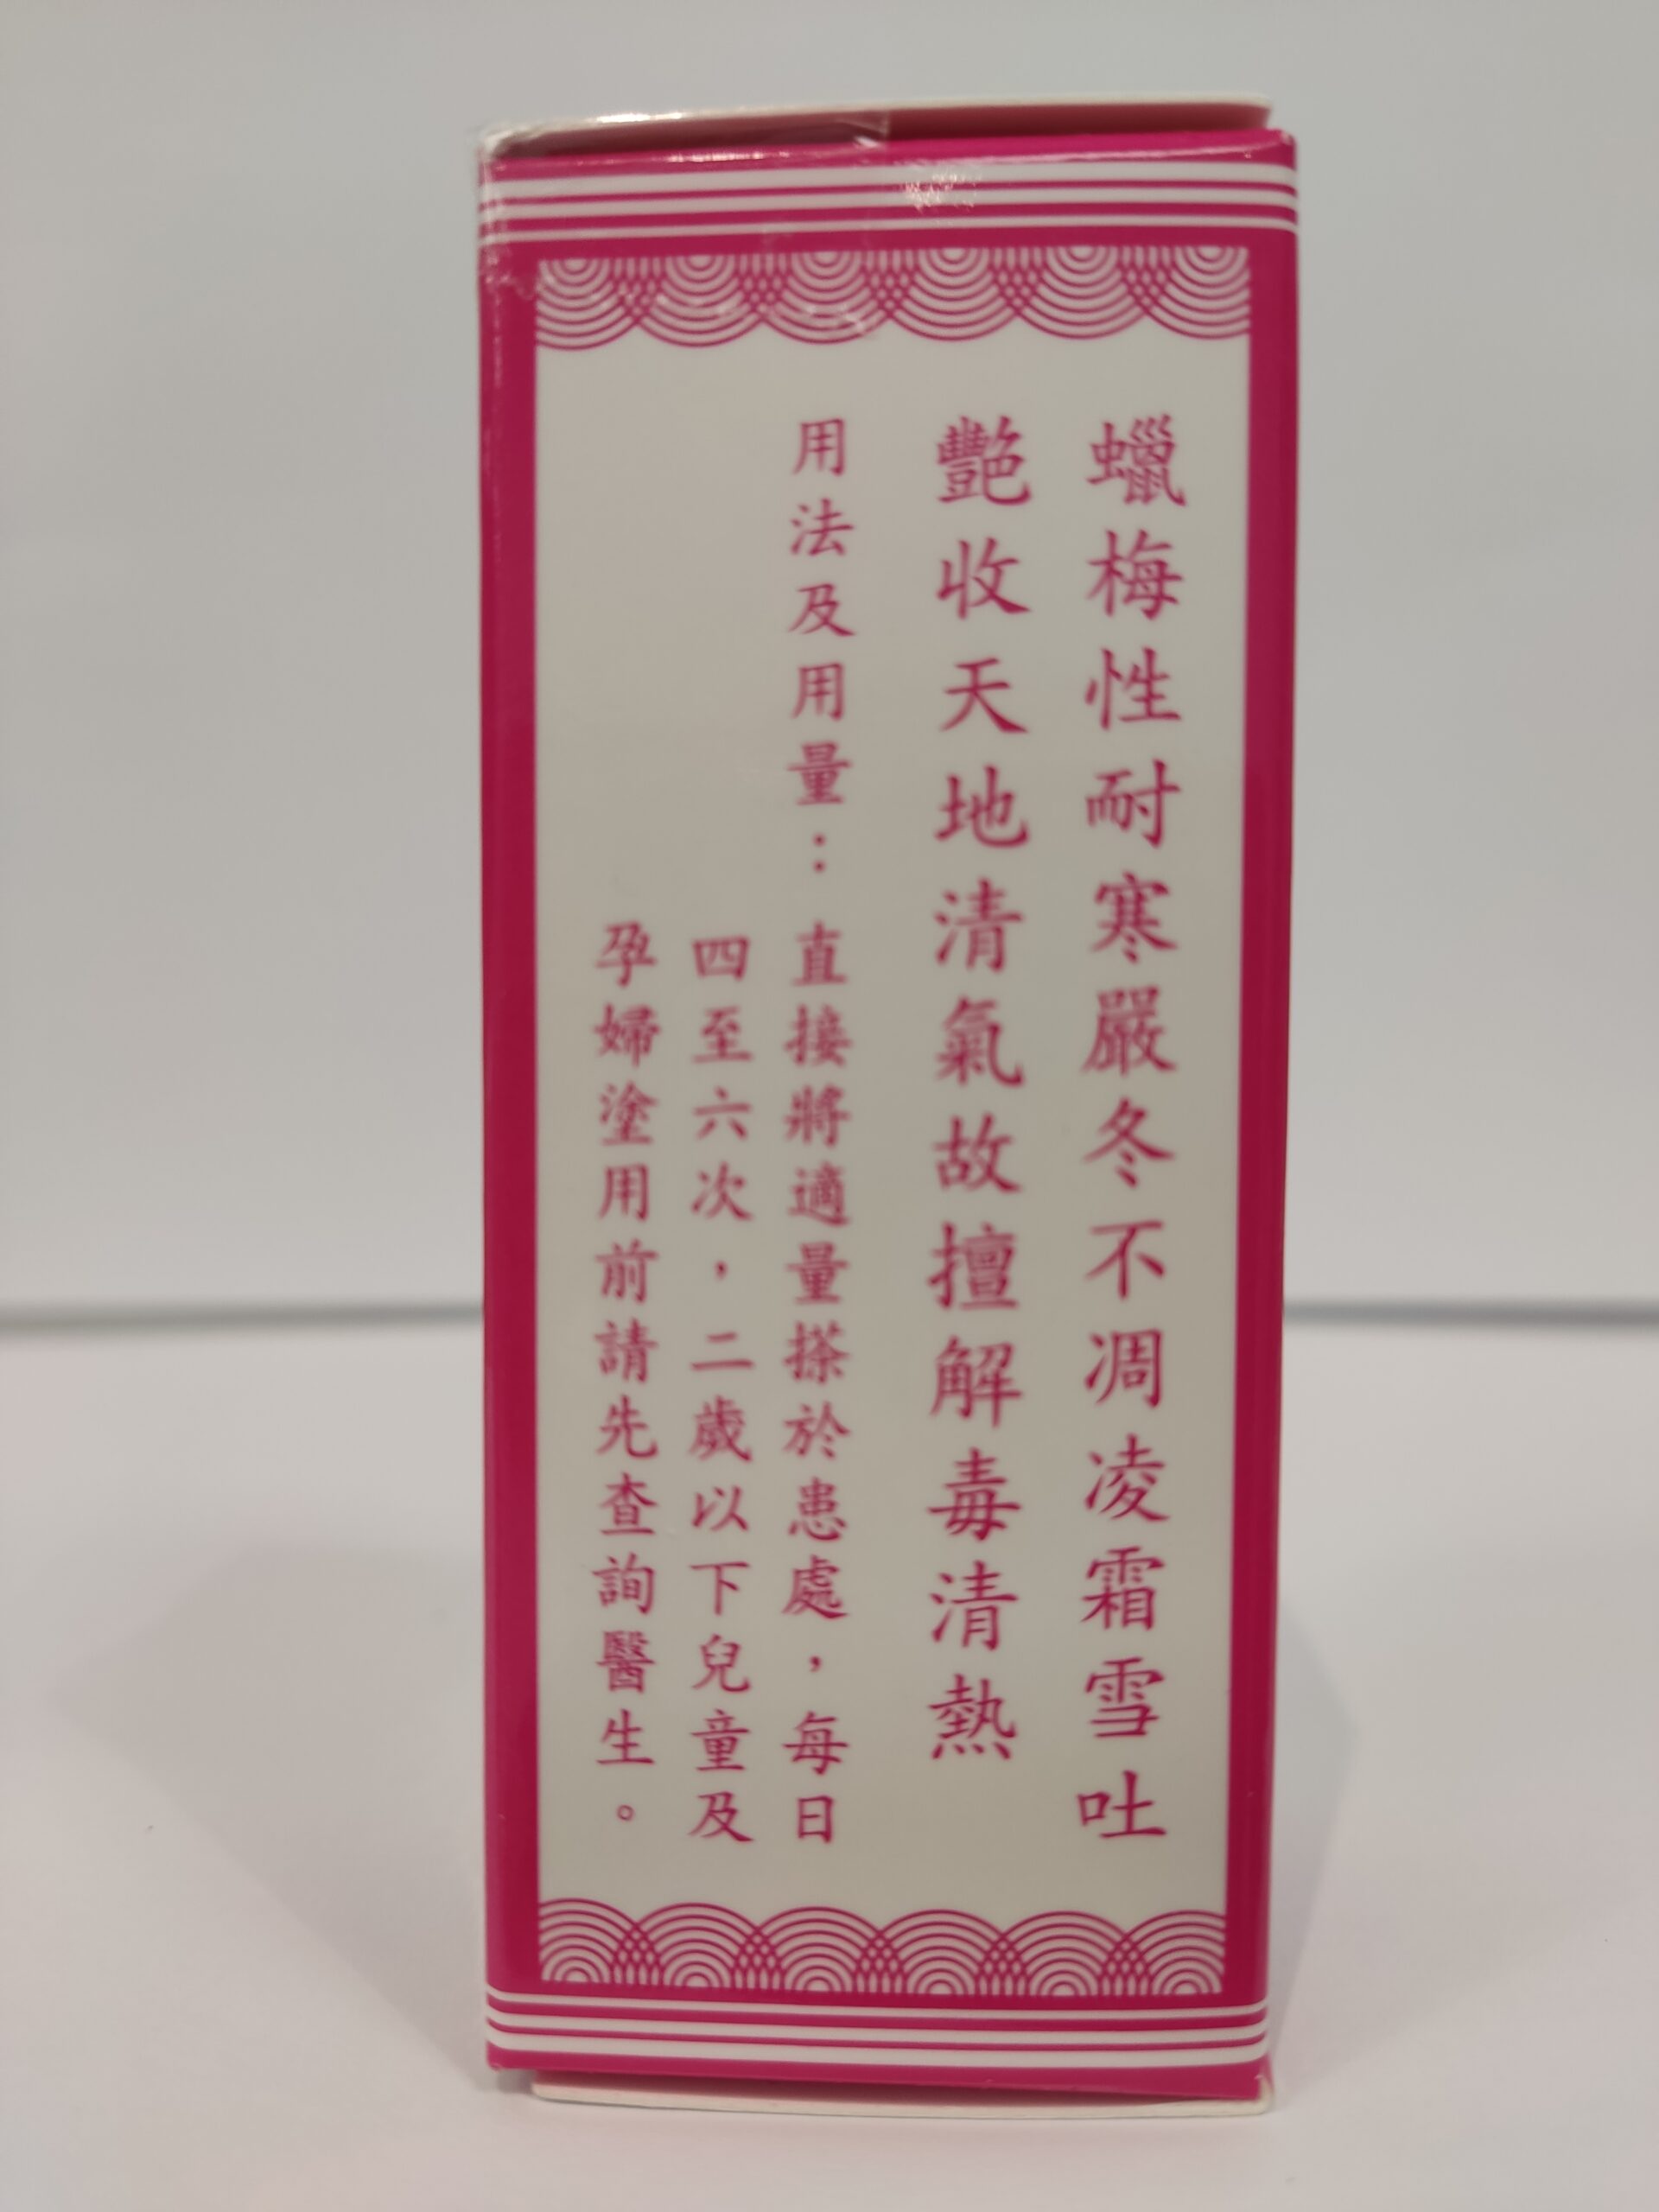 蠟梅性耐寒嚴冬不凋凌霜雪吐
艷收天地清氣故擅解毒清熱
用法及用量：直接將適量搽於患處，每日
四至六次，二歲以下兒童及
孕婦塗用前請先查詢醫生。